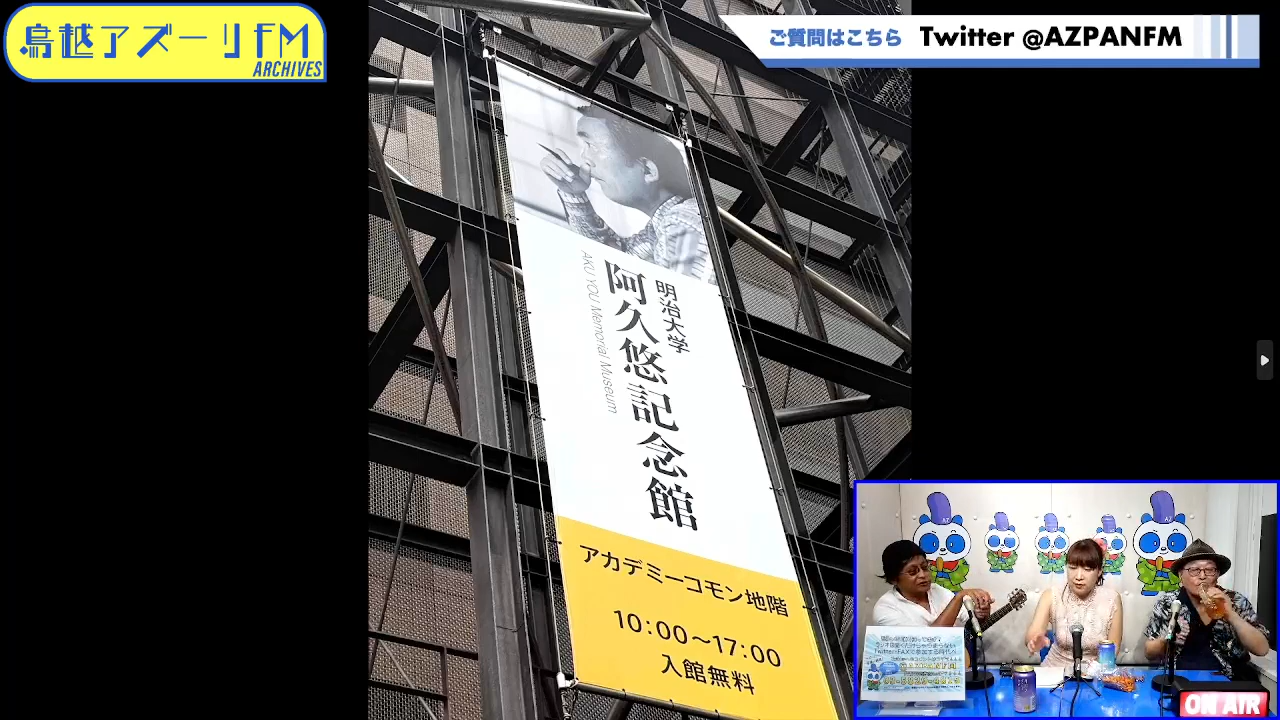 鳥越アズーリFM
ARCHIVES
ご質問はこちら Twitter @AZPANFM
明治大学
阿久悠記念館
AKU YOU Memorial Museum
アカデミーコモン地階
10:00～17:00
入館無料
ON AIR